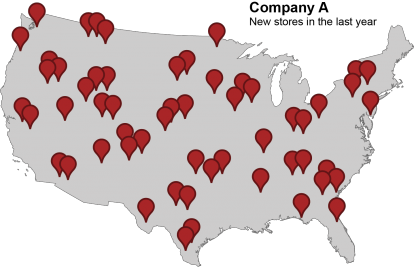 Company A
New stores in the last year